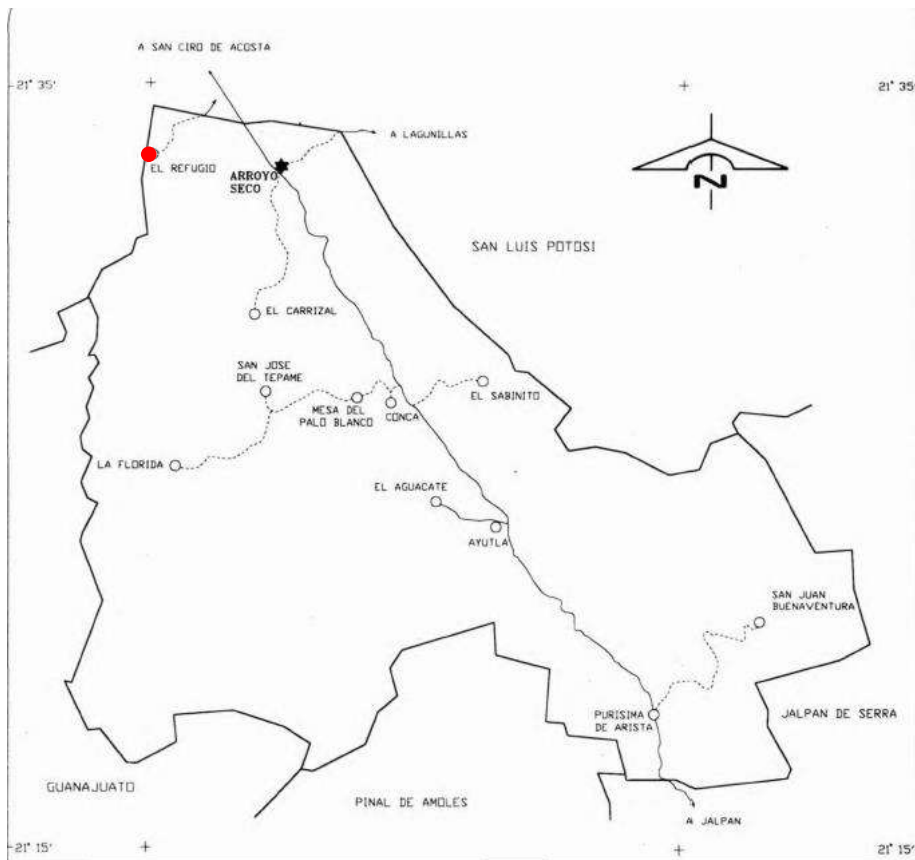 A SAN CIRO DE ACOSTA
21° 35'
21° 35'
A LAGUNILLAS
EL REFUGIO
ARROYO
SECO
N
SAN LUIS POTOSI
EL CARRIZAL
SAN JOSE
DEL TEPAME
EL SABINITO
MESA DEL
PALO BLANCO
CONCA
LA FLORIDA
EL AGUACATE
AYUTLA
SAN JUAN
BUENAVENTURA
PURISIMA
DE ARISTA
JALPAN DE SERRA
GUANAJUATO
PINAL DE AMOLES
A JALPAN
21° 15'
21° 15'